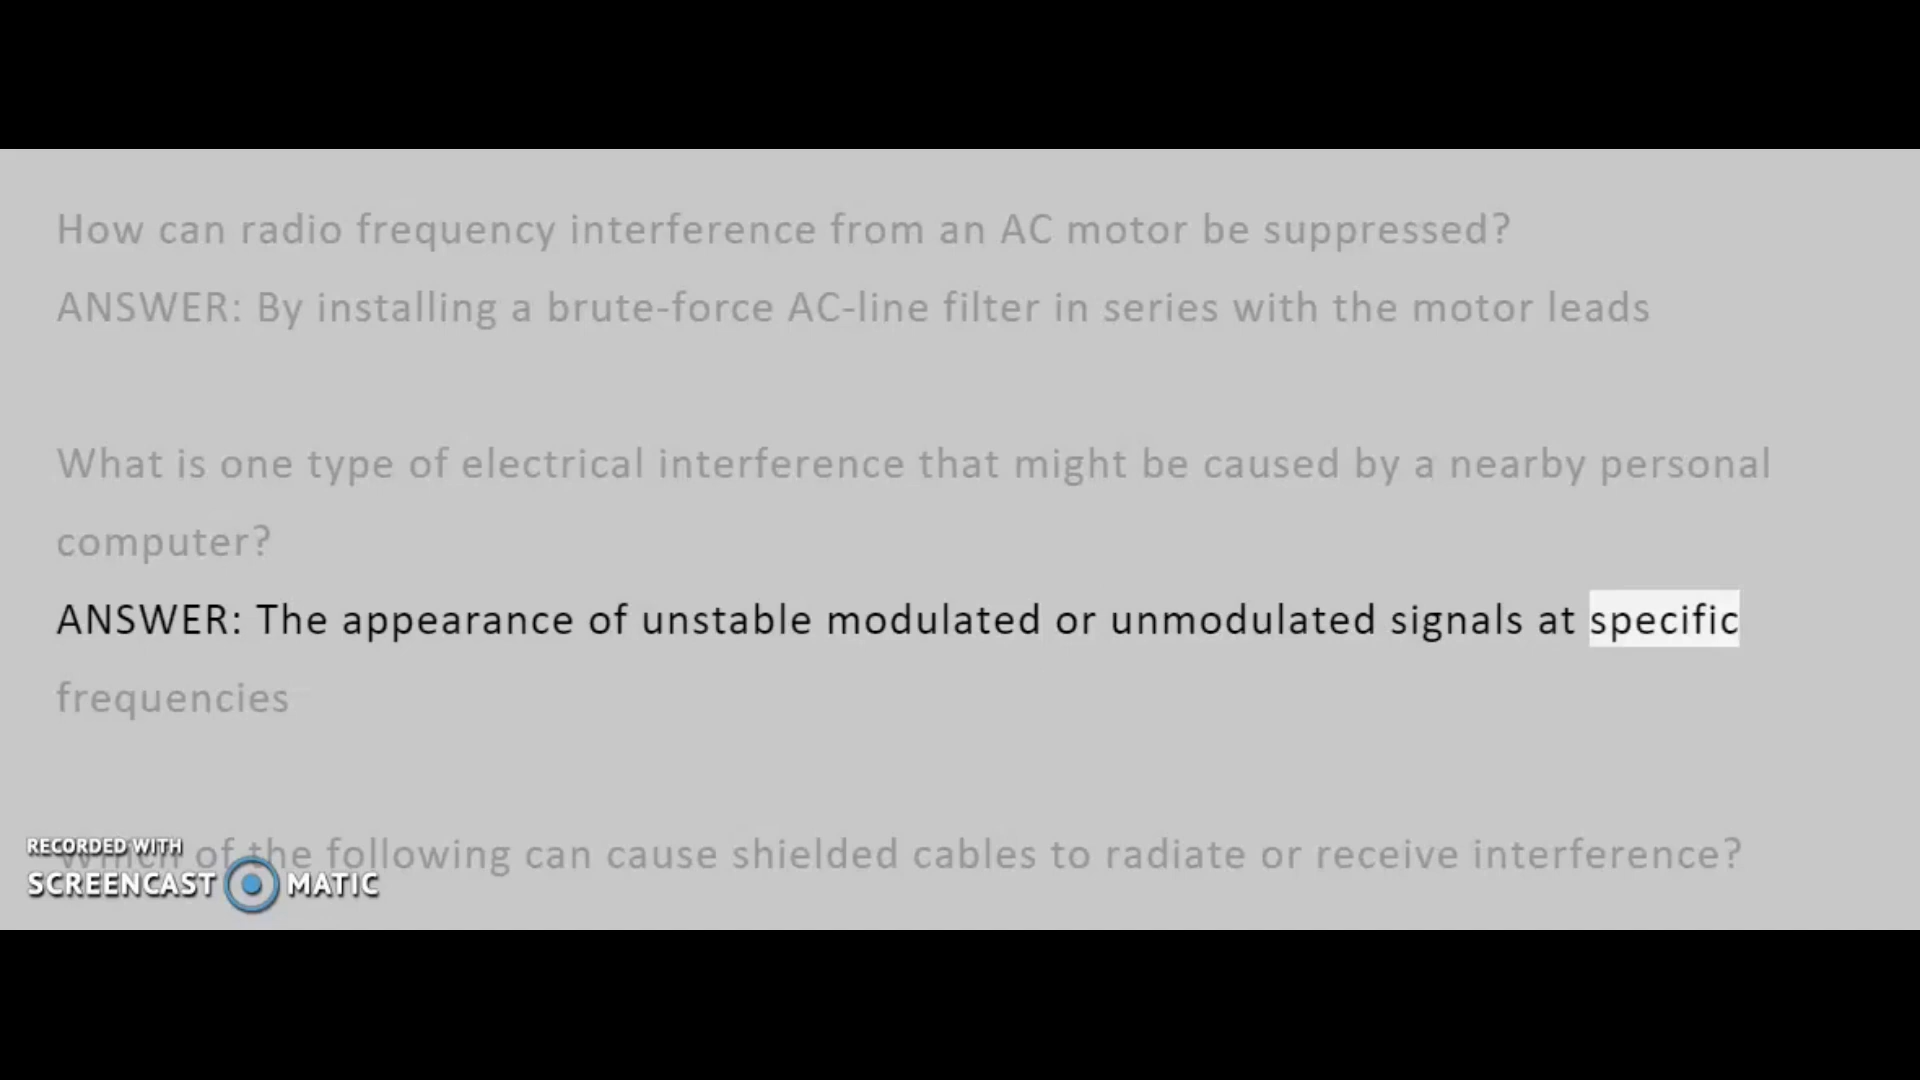 How can radio frequency interference from an AC motor be suppressed?
ANSWER: By installing a brute-force AC-line filter in series with the motor leads
What is one type of electrical interference that might be caused by a nearby personal
computer?
ANSWER: The appearance of unstable modulated or unmodulated signals at specific
frequencies
Which of the following can cause shielded cables to radiate or receive interference?
RECORDED WITH
SCREENCAST MATIC